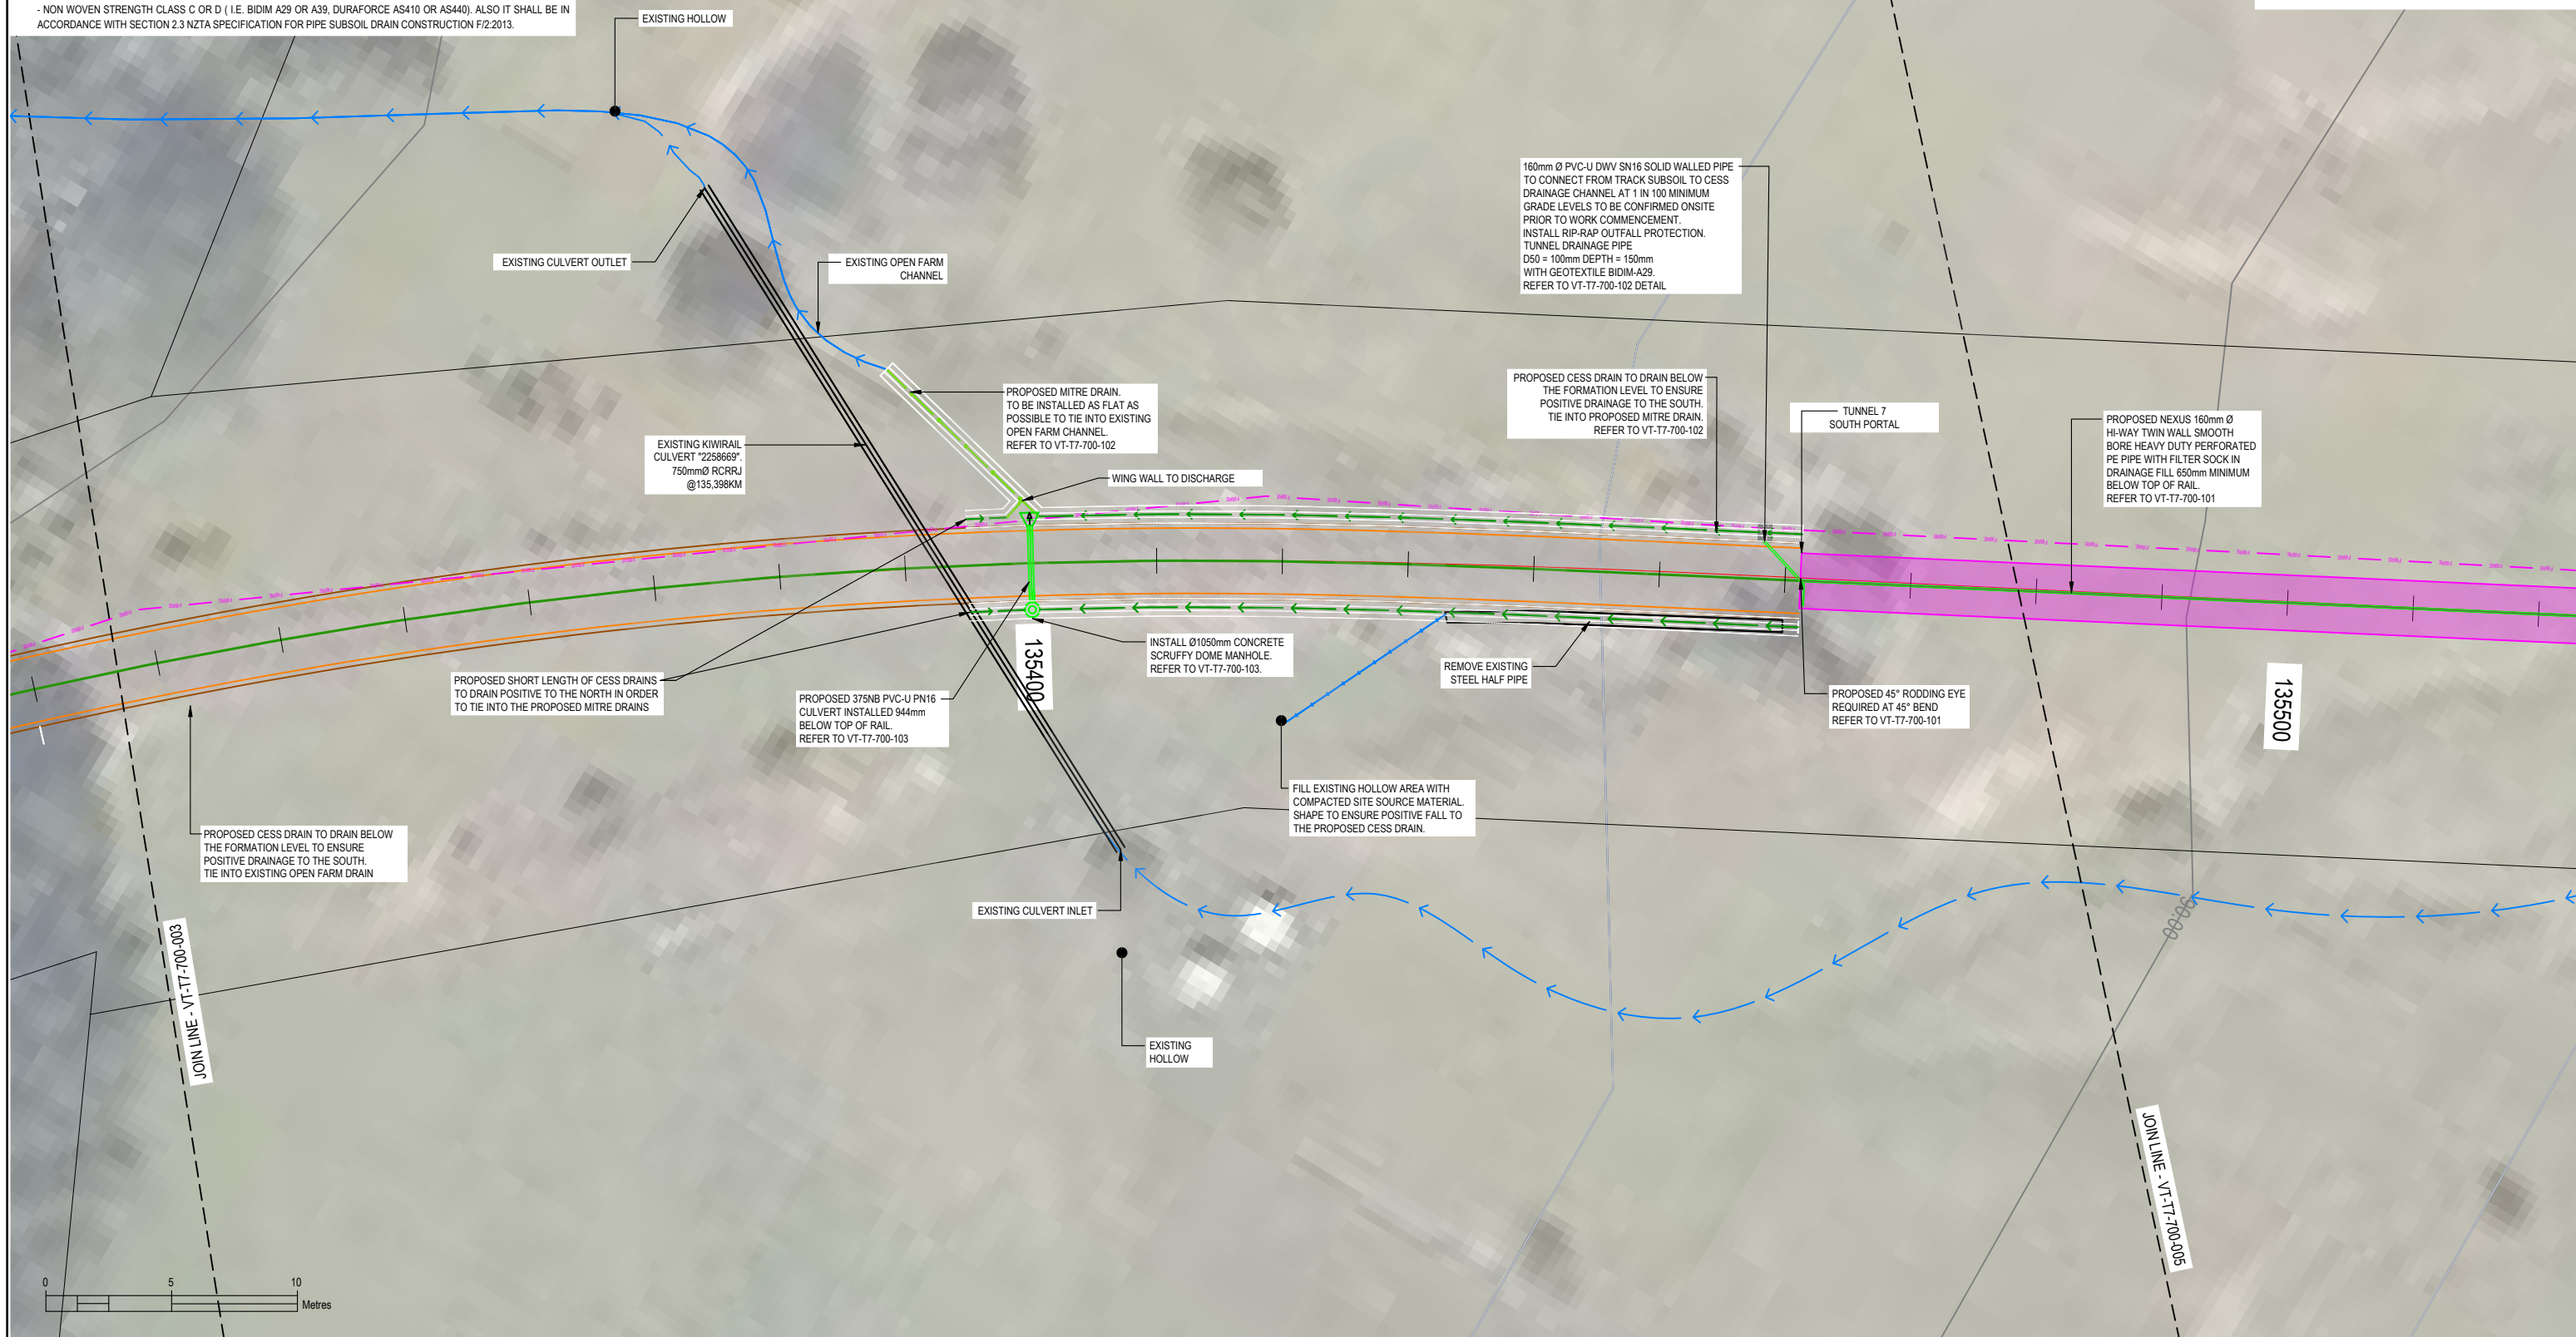 - NON WOVEN STRENGTH CLASS C OR D ( I.E. BIDIM A29 OR A39, DURAFORCE AS410 OR AS440). ALSO IT SHALL BE IN
ACCORDANCE WITH SECTION 2.3 NZTA SPECIFICATION FOR PIPE SUBSOIL DRAIN CONSTRUCTION F/2:2013.
EXISTING HOLLOW
160mm Ø PVC-U DWV SN16 SOLID WALLED PIPE
TO CONNECT FROM TRACK SUBSOIL TO CESS
DRAINAGE CHANNEL AT 1 IN 100 MINIMUM
GRADE LEVELS TO BE CONFIRMED ONSITE
PRIOR TO WORK COMMENCEMENT.
INSTALL RIP-RAP OUTFALL PROTECTION.
TUNNEL DRAINAGE PIPE
D50 = 100mm DEPTH = 150mm
WITH GEOTEXTILE BIDIM-A29.
REFER TO VT-T7-700-102 DETAIL
EXISTING CULVERT OUTLET
EXISTING OPEN FARM
CHANNEL
PROPOSED MITRE DRAIN.
TO BE INSTALLED AS FLAT AS
POSSIBLE TO TIE INTO EXISTING
OPEN FARM CHANNEL.
REFER TO VT-T7-700-102
PROPOSED CESS DRAIN TO DRAIN BELOW
THE FORMATION LEVEL TO ENSURE
POSITIVE DRAINAGE TO THE SOUTH.
TIE INTO PROPOSED MITRE DRAIN.
REFER TO VT-T7-700-102
TUNNEL 7
SOUTH PORTAL
PROPOSED NEXUS 160mm Ø
HI-WAY TWIN WALL SMOOTH
BORE HEAVY DUTY PERFORATED
PE PIPE WITH FILTER SOCK IN
DRAINAGE FILL 650mm MINIMUM
BELOW TOP OF RAIL.
REFER TO VT-T7-700-101
EXISTING KIWIRAIL
CULVERT "2258669".
750mmØ RCRRJ
@135,398KM
WING WALL TO DISCHARGE
INSTALL Ø1050mm CONCRETE
SCRUFFY DOME MANHOLE.
REFER TO VT-T7-700-103.
135400
REMOVE EXISTING
STEEL HALF PIPE
PROPOSED SHORT LENGTH OF CESS DRAINS
TO DRAIN POSITIVE TO THE NORTH IN ORDER
TO TIE INTO THE PROPOSED MITRE DRAINS
PROPOSED 375NB PVC-U PN16
CULVERT INSTALLED 944mm
BELOW TOP OF RAIL.
REFER TO VT-T7-700-103
PROPOSED 45° RODDING EYE
REQUIRED AT 45° BEND
REFER TO VT-T7-700-101
135500
FILL EXISTING HOLLOW AREA WITH
COMPACTED SITE SOURCE MATERIAL.
SHAPE TO ENSURE POSITIVE FALL TO
THE PROPOSED CESS DRAIN.
PROPOSED CESS DRAIN TO DRAIN BELOW
THE FORMATION LEVEL TO ENSURE
POSITIVE DRAINAGE TO THE SOUTH.
TIE INTO EXISTING OPEN FARM DRAIN
EXISTING CULVERT INLET
90.00
JOIN LINE - VT-T7-700-003
EXISTING
HOLLOW
JOIN LINE - VT-T7-700-005
0 5 10
Metres